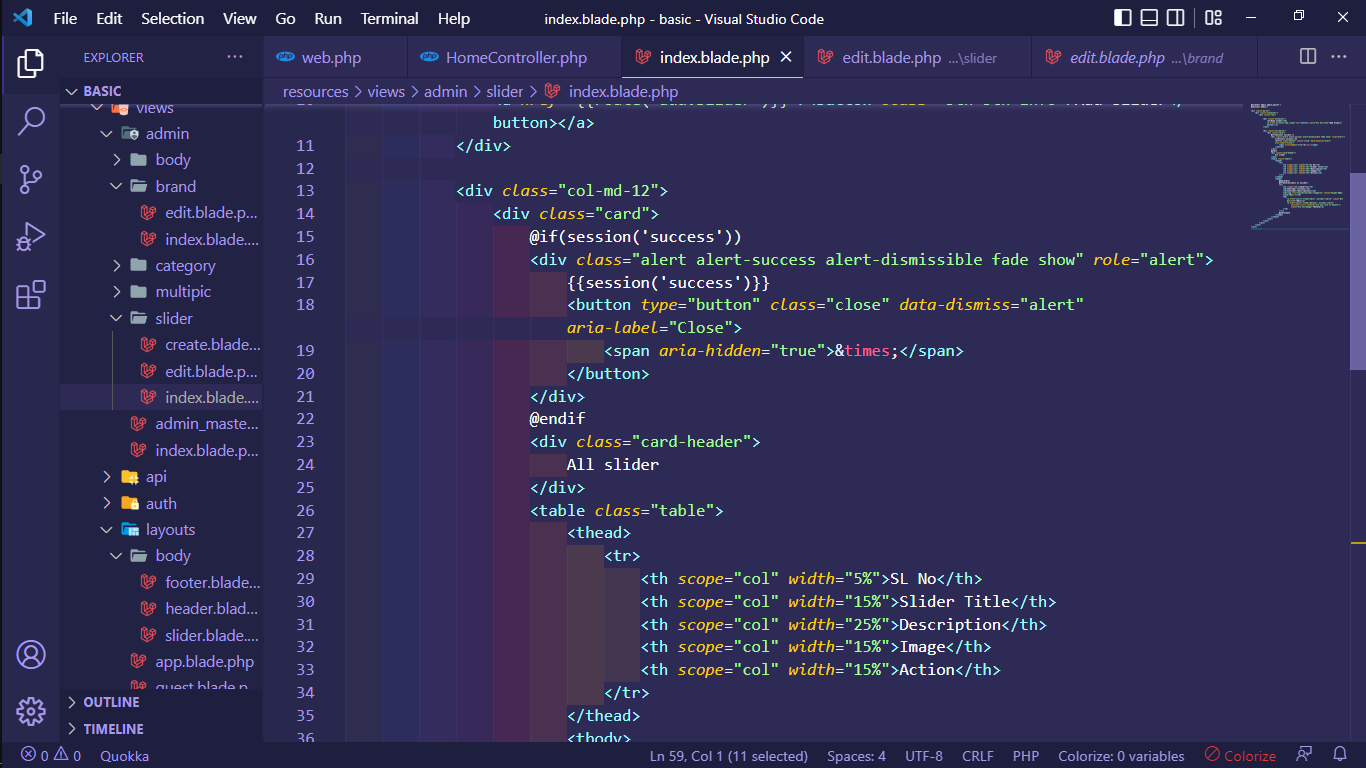 File Edit Selection View Go Run Terminal Help
index.blade.php - basic - Visual Studio Code
EXPLORER
web.php
HomeController.php
index.blade.php
edit.blade.php ...\slider
edit.blade.php ...\brand
BASIC
resources > views > admin > slider > index.blade.php
views
admin
body
brand
edit.blade.p...
index.blade....
category
multipic
slider
create.blade...
edit.blade.p...
index.blade....
admin_maste...
index.blade.p...
api
auth
layouts
body
footer.blade...
header.blad...
slider.blade....
app.blade.php
guest.blade.p...
OUTLINE
TIMELINE
button></a>
11 </div>
12
13 <div class="col-md-12">
14 <div class="card">
15 @if(session('success'))
16 <div class="alert alert-success alert-dismissible fade show" role="alert">
17 {{session('success')}}
18 <button type="button" class="close" data-dismiss="alert"
aria-label="Close">
19 <span aria-hidden="true">&times;</span>
20 </button>
21 </div>
22 @endif
23 <div class="card-header">
24 All slider
25 </div>
26 <table class="table">
27 <thead>
28 <tr>
29 <th scope="col" width="5%">SL No</th>
30 <th scope="col" width="15%">Slider Title</th>
31 <th scope="col" width="25%">Description</th>
32 <th scope="col" width="15%">Image</th>
33 <th scope="col" width="15%">Action</th>
34 </tr>
35 </thead>
36 <tbody>
0 0 Quokka
Ln 59, Col 1 (11 selected) Spaces: 4 UTF-8 CRLF PHP Colorize: 0 variables Colorize